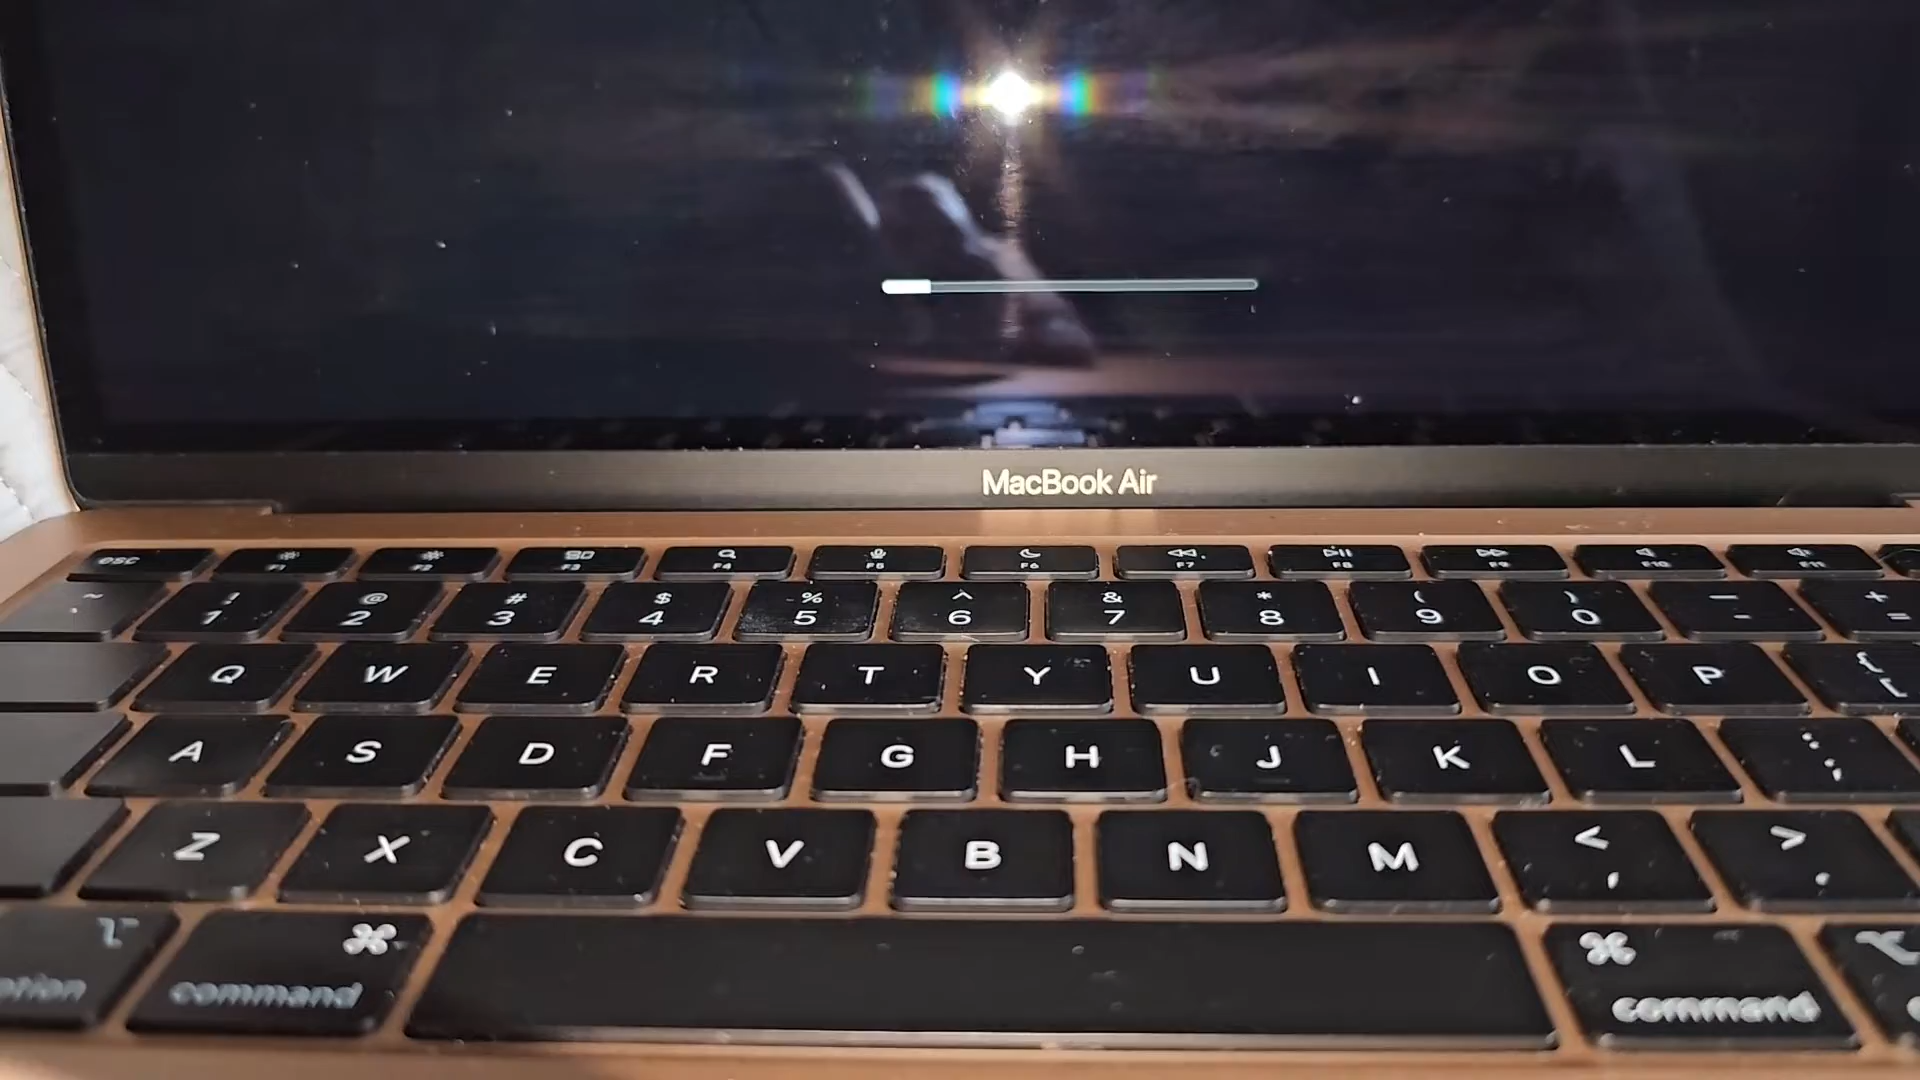 MacBook Air
esc F1 F2 F3 F4 F5 F6 F7 F8 F9 F10 F11
~ ! @ # $ % ^ & * ( ) — +
1 2 3 4 5 6 7 8 9 0 - =
Q W E R T Y U I O P {
[
A S D F G H J K L :
;
Z X C V B N M < >
, .
⌥ ⌘ ⌘ ⌥
command command